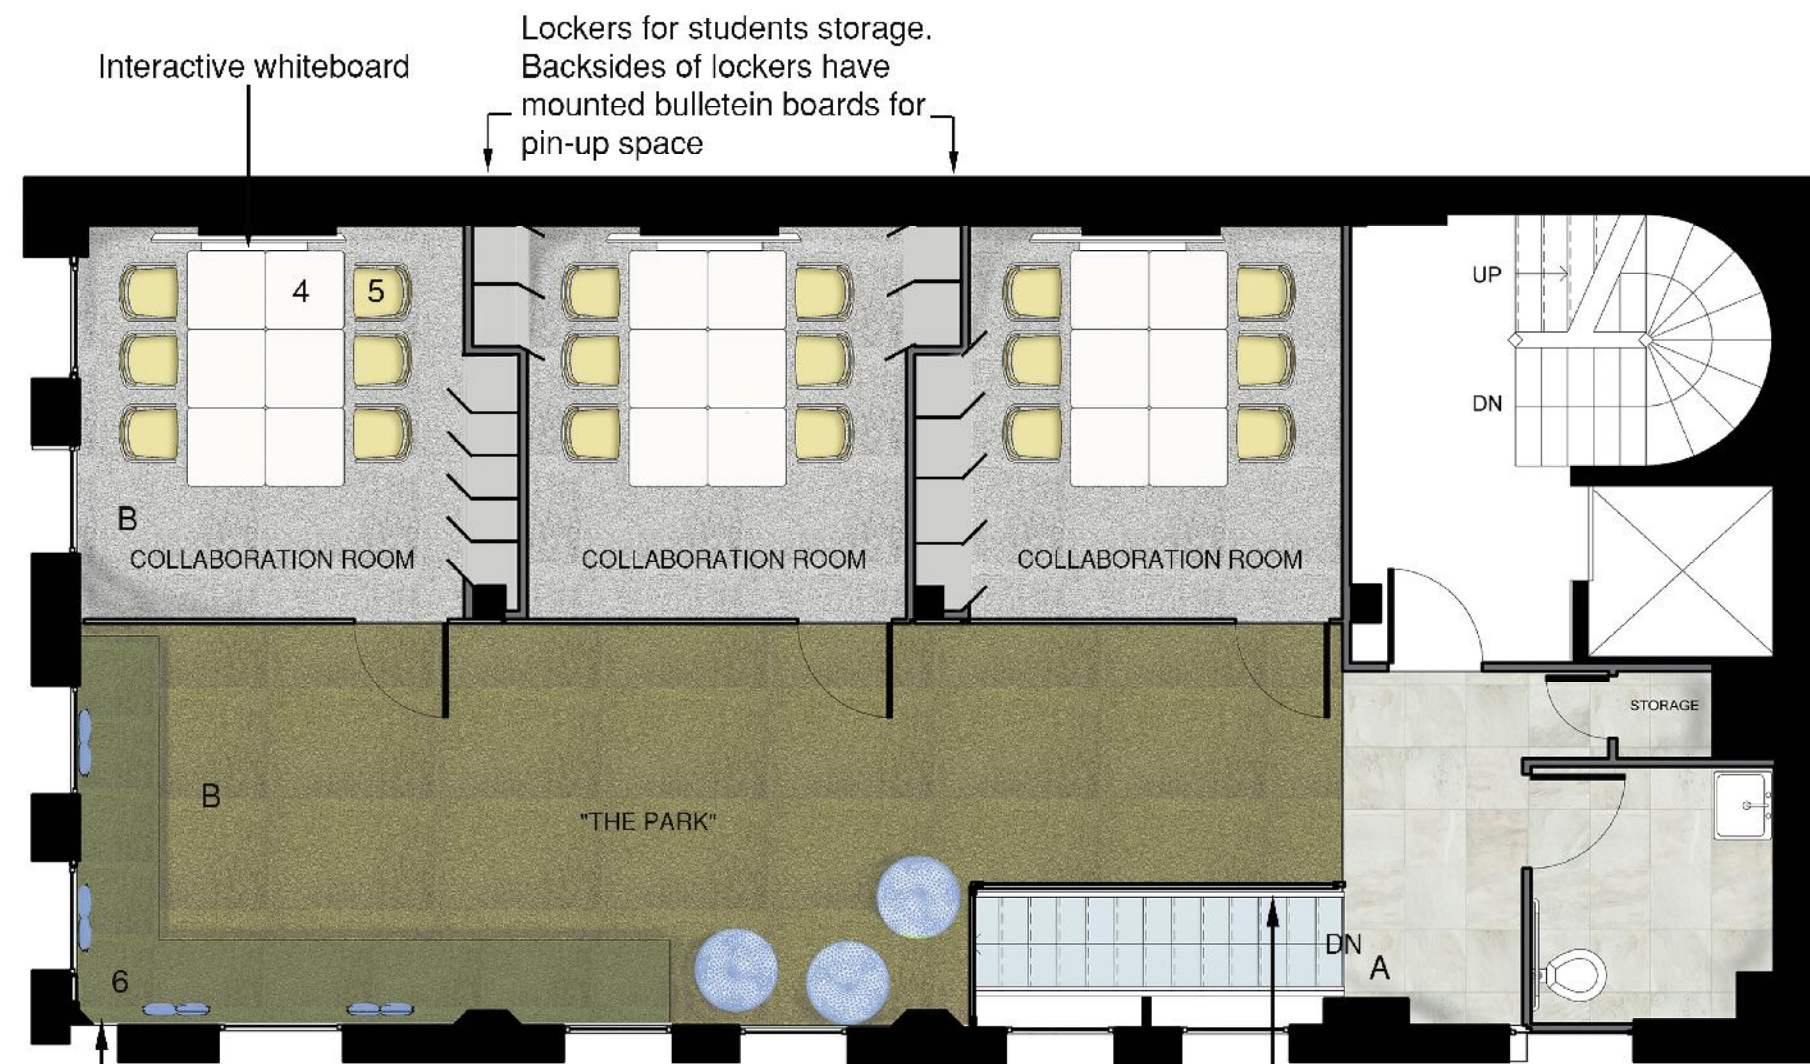 Lockers for students storage.
Backsides of lockers have
mounted bulletein boards for
pin-up space
Interactive whiteboard
UP
4
5
DN
B
COLLABORATION ROOM
COLLABORATION ROOM
COLLABORATION ROOM
STORAGE
B
"THE PARK"
DN
A
6